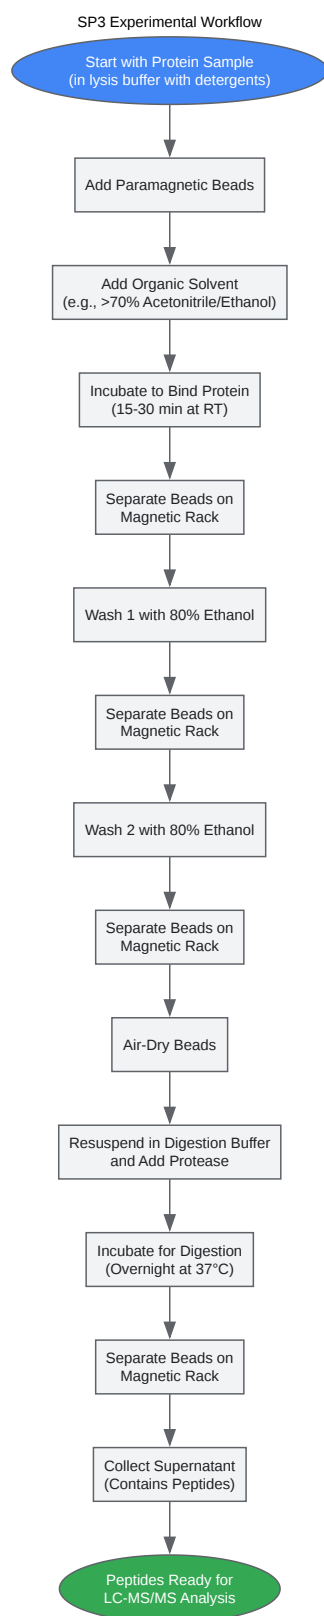 SP3 Experimental Workflow
Start with Protein Sample
(in lysis buffer with detergents)
Add Paramagnetic Beads
Add Organic Solvent
(e.g., >70% Acetonitrile/Ethanol)
Incubate to Bind Protein
(15-30 min at RT)
Separate Beads on
Magnetic Rack
Wash 1 with 80% Ethanol
Separate Beads on
Magnetic Rack
Wash 2 with 80% Ethanol
Separate Beads on
Magnetic Rack
Air-Dry Beads
Resuspend in Digestion Buffer
and Add Protease
Incubate for Digestion
(Overnight at 37°C)
Separate Beads on
Magnetic Rack
Collect Supernatant
(Contains Peptides)
Peptides Ready for
LC-MS/MS Analysis